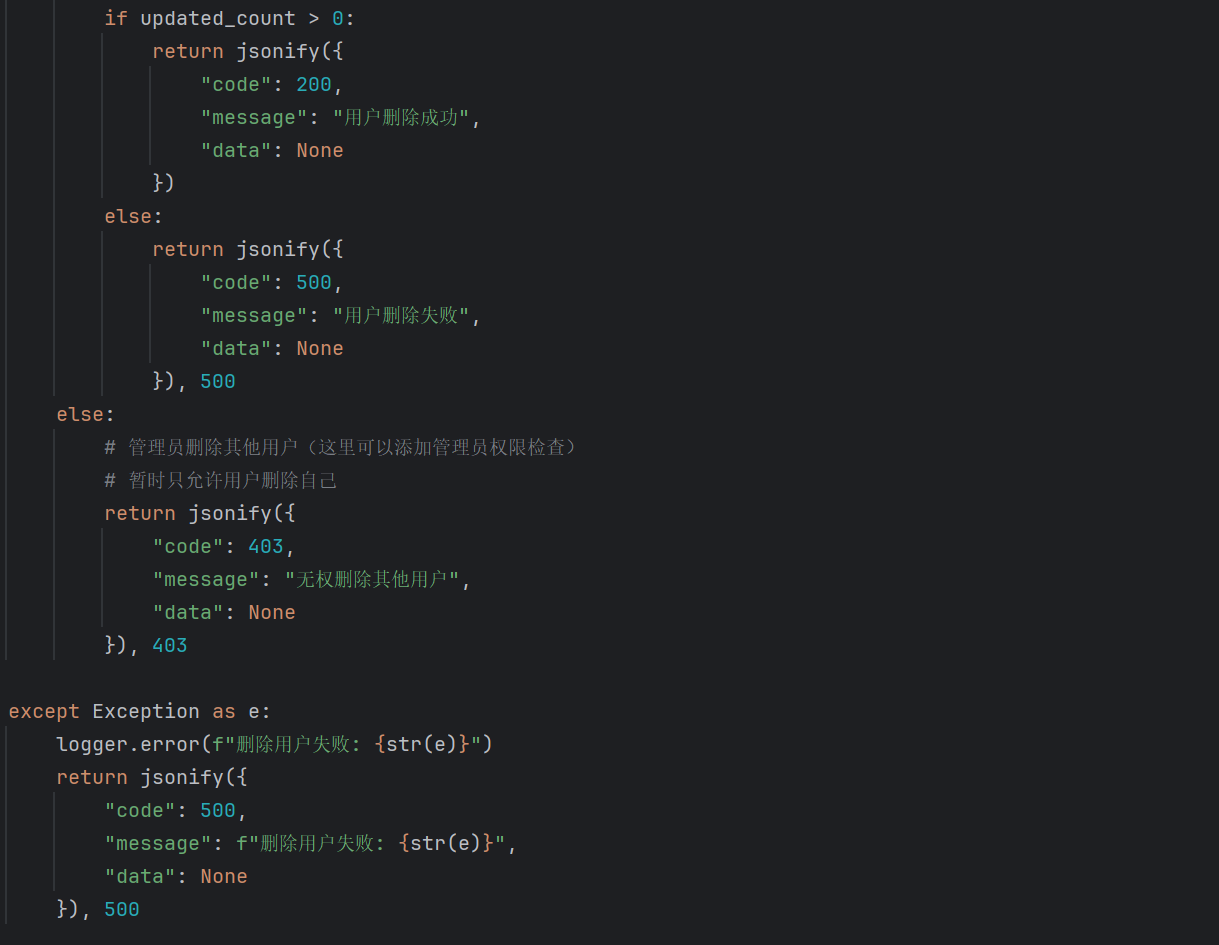 if updated_count > 0:
return jsonify({
"code": 200,
"message": "用户删除成功",
"data": None
})
else:
return jsonify({
"code": 500,
"message": "用户删除失败",
"data": None
}), 500
else:
# 管理员删除其他用户（这里可以添加管理员权限检查）
# 暂时只允许用户删除自己
return jsonify({
"code": 403,
"message": "无权删除其他用户",
"data": None
}), 403
except Exception as e:
logger.error(f"删除用户失败: {str(e)}")
return jsonify({
"code": 500,
"message": f"删除用户失败: {str(e)}",
"data": None
}), 500